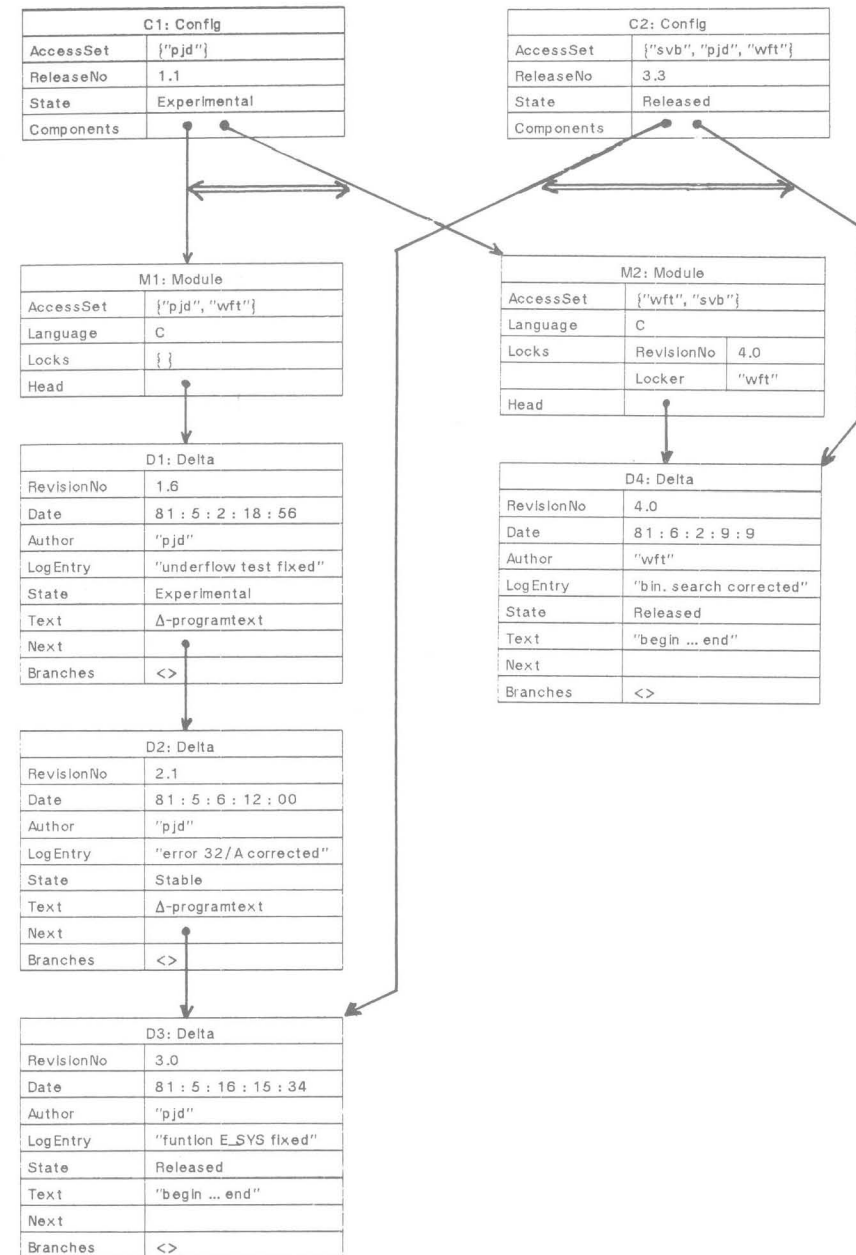 C1: Config
AccessSet {"pjd"}
ReleaseNo 1.1
State Experimental
Components
C2: Config
AccessSet {"svb", "pjd", "wft"}
ReleaseNo 3.3
State Released
Components
M1: Module
AccessSet {"pjd", "wft"}
Language C
Locks { }
Head
M2: Module
AccessSet {"wft", "svb"}
Language C
Locks RevisionNo 4.0
Locker "wft"
Head
D1: Delta
RevisionNo 1.6
Date 81 : 5 : 2 : 18 : 56
Author "pjd"
LogEntry "underflow test fixed"
State Experimental
Text Δ-programtext
Next
Branches <>
D4: Delta
RevisionNo 4.0
Date 81 : 6 : 2 : 9 : 9
Author "wft"
LogEntry "bin. search corrected"
State Released
Text "begin ... end"
Next
Branches <>
D2: Delta
RevisionNo 2.1
Date 81 : 5 : 6 : 12 : 00
Author "pjd"
LogEntry "error 32/A corrected"
State Stable
Text Δ-programtext
Next
Branches <>
D3: Delta
RevisionNo 3.0
Date 81 : 5 : 16 : 15 : 34
Author "pjd"
LogEntry "funtion E_SYS fixed"
State Released
Text "begin ... end"
Next
Branches <>